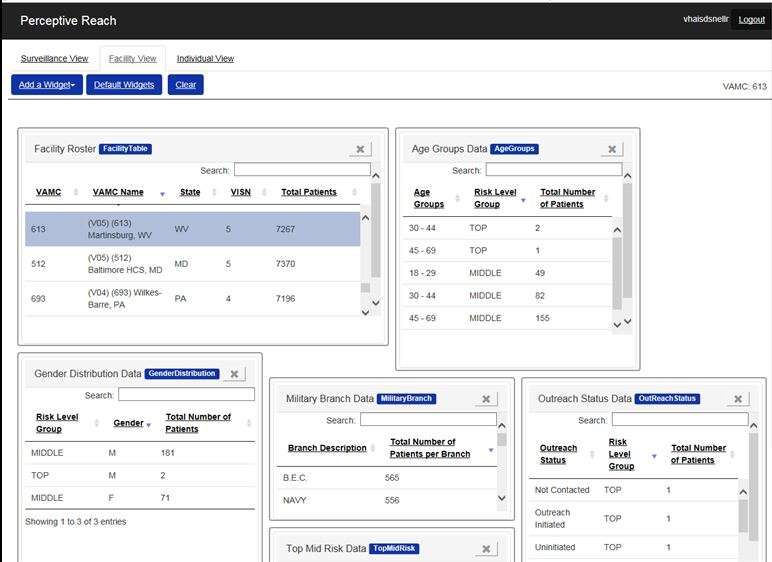 Perceptive Reach
vhaisdsnellr Logout
Surveillance View Facility View Individual View
Add a Widget Default Widgets Clear
VAMC: 613
Facility Roster FacilityTable
Search:
VAMC VAMC Name State VISN Total Patients
613 (V05) (613) Martinsburg, WV WV 5 7267
512 (V05) (512) Baltimore HCS, MD MD 5 7370
693 (V04) (693) Wilkes-Barre, PA PA 4 7196
Age Groups Data AgeGroups
Search:
Age Groups Risk Level Group Total Number of Patients
30 - 44 TOP 2
45 - 69 TOP 1
18 - 29 MIDDLE 49
30 - 44 MIDDLE 82
45 - 69 MIDDLE 155
Gender Distribution Data GenderDistribution
Search:
Risk Level Group Gender Total Number of Patients
MIDDLE M 181
TOP M 2
MIDDLE F 71
Showing 1 to 3 of 3 entries
Military Branch Data MilitaryBranch
Search:
Branch Description Total Number of Patients per Branch
B.E.C. 565
NAVY 556
Top Mid Risk Data TopMidRisk
Outreach Status Data OutReachStatus
Search:
Outreach Status Risk Level Group Total Number of Patients
Not Contacted TOP 1
Outreach Initiated TOP 1
Uninitiated TOP 1